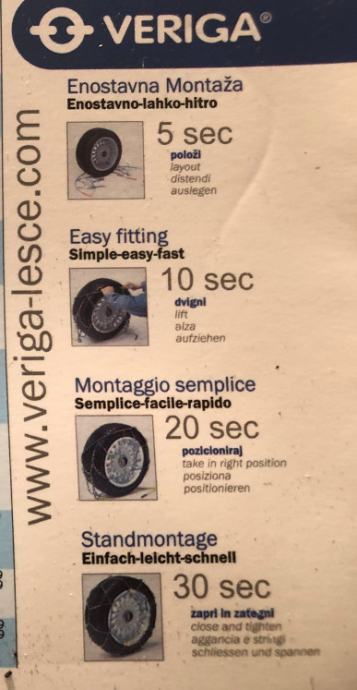 VERIGA®
www.veriga-lesce.com
Enostavna Montaža
Enostavno-lahko-hitro
5 sec
položi
layout
distendi
auslegen
Easy fitting
Simple-easy-fast
10 sec
dvigni
lift
alza
aufziehen
Montaggio semplice
Semplice-facile-rapido
20 sec
pozicioniraj
take in right position
posiziona
positionieren
Standmontage
Einfach-leicht-schnell
30 sec
zapri in zategni
close and tighten
aggancia e stringi
schliessen und spannen